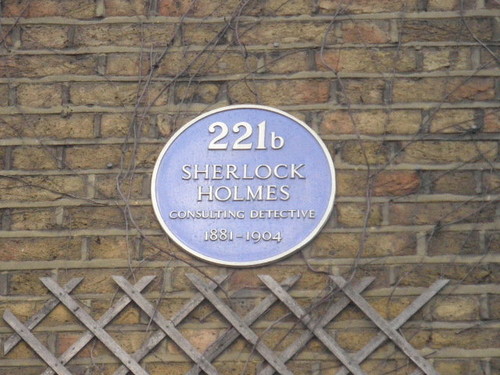 221b
SHERLOCK
HOLMES
CONSULTING DETECTIVE
1881-1904